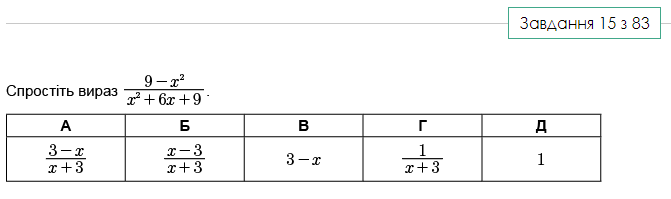 Завдання 15 з 83
Спростіть вираз (9 − x²)/(x² + 6x + 9).
А Б В Г Д
(3 − x)/(x + 3) (x − 3)/(x + 3) 3 − x 1/(x + 3) 1